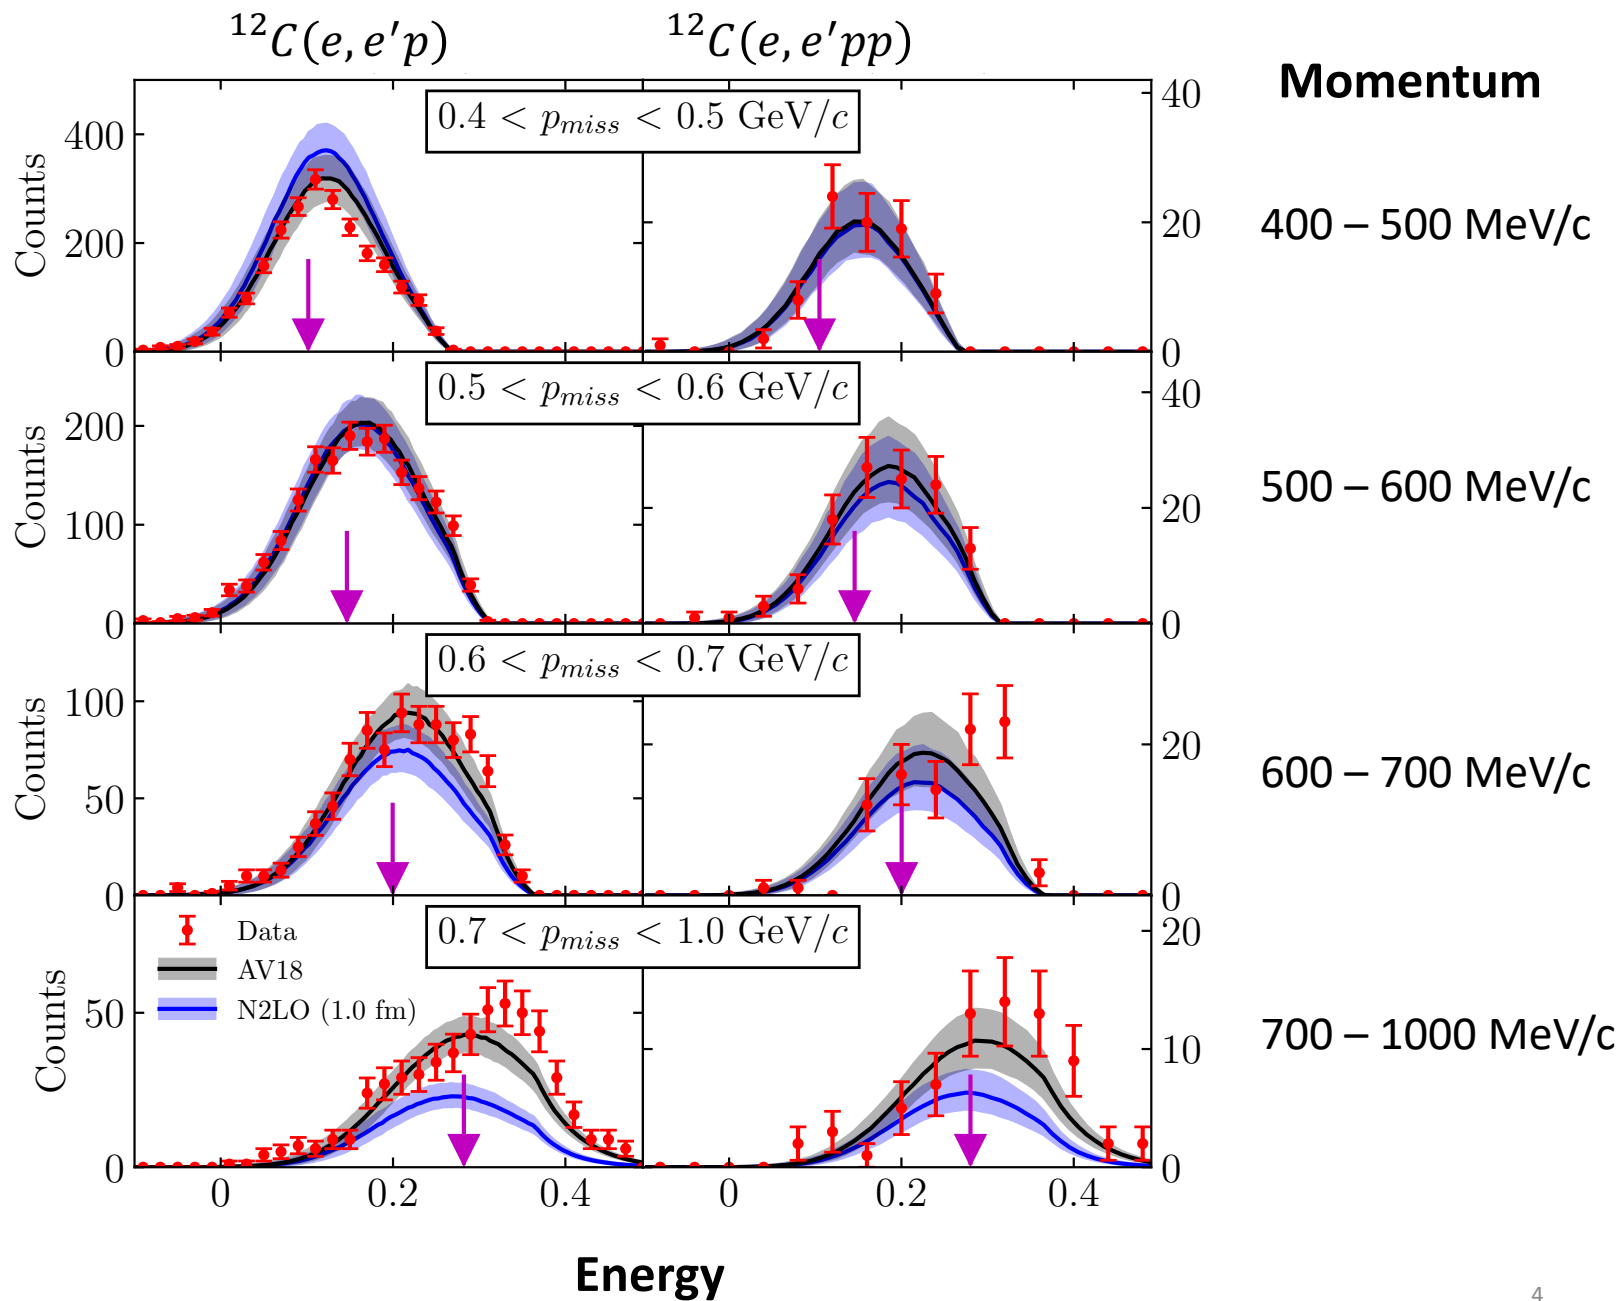 ¹²C(e, e′p) ¹²C(e, e′pp)
Momentum
0.4 < p_miss < 0.5 GeV/c
400 – 500 MeV/c
Counts
400
200
0
40
20
0
0.5 < p_miss < 0.6 GeV/c
500 – 600 MeV/c
Counts
200
100
0
40
20
0
0.6 < p_miss < 0.7 GeV/c
600 – 700 MeV/c
Counts
100
50
0
20
0
0.7 < p_miss < 1.0 GeV/c
700 – 1000 MeV/c
Data
AV18
N2LO (1.0 fm)
Counts
50
0
20
10
0
0 0.2 0.4 0 0.2 0.4
Energy
4